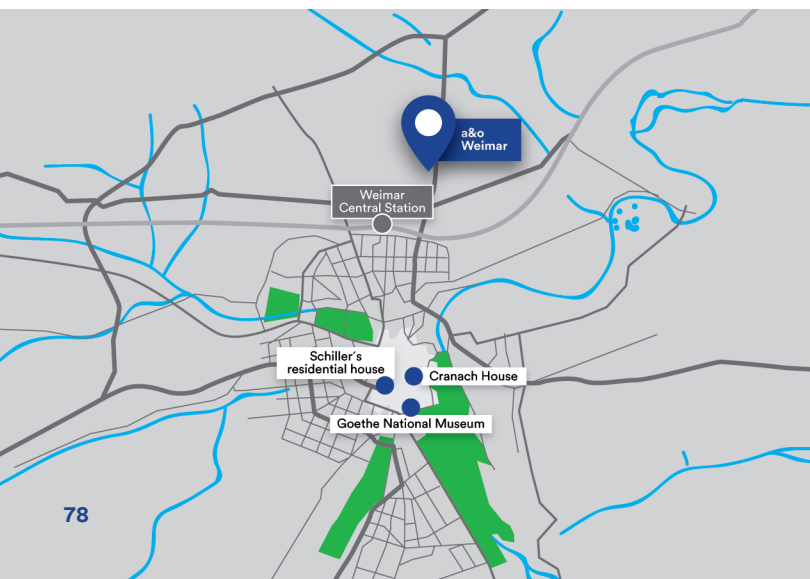 a&o
Weimar
Weimar
Central Station
Schiller´s
residential house
Cranach House
Goethe National Museum
78